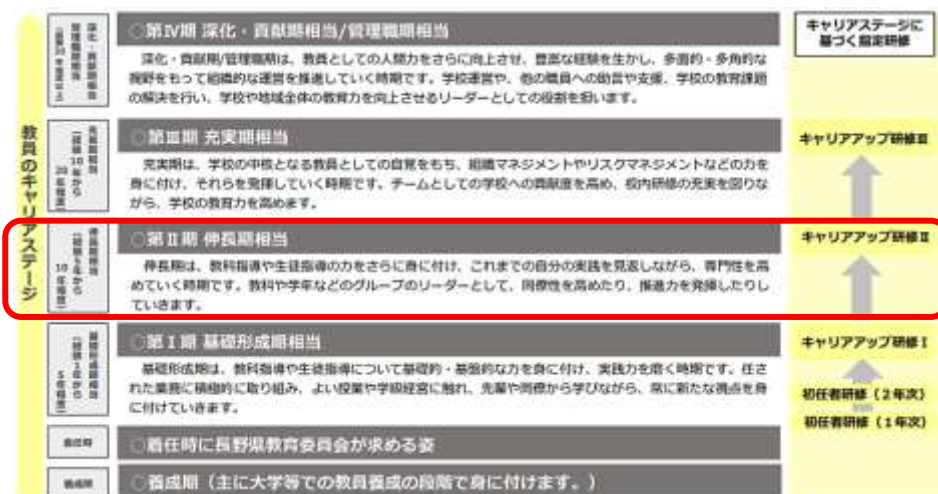 教員のキャリアステージ
キャリアステージに
基づく指定研修
○第Ⅳ期 深化・貢献期相当/管理職期相当
深化・貢献期/管理職期は、教員としての人間力をさらに向上させ、豊富な経験を生かし、多面的・多角的な
視野をもって組織的な運営を推進していく時期です。学校運営や、他の職員への助言や支援、学校の教育課題
の解決を行い、学校や地域全体の教育力を向上させるリーダーとしての役割を担います。
○第Ⅲ期 充実期相当
充実期は、学校の中核となる教員としての自覚をもち、組織マネジメントやリスクマネジメントなどの力を
身に付け、それらを発揮していく時期です。チームとしての学校への貢献度を高め、校内研修の充実を図りな
がら、学校の教育力を高めます。
キャリアアップ研修Ⅲ
○第Ⅱ期 伸長期相当
伸長期は、教科指導や生徒指導の力をさらに身に付け、これまでの自分の実践を見返しながら、専門性を高
めていく時期です。教科や学年などのグループのリーダーとして、同僚性を高めたり、推進力を発揮したりし
ていきます。
キャリアアップ研修Ⅱ
○第Ⅰ期 基礎形成期相当
基礎形成期は、教科指導や生徒指導について基礎的・基盤的な力を身に付け、実践力を磨く時期です。任さ
れた業務に積極的に取り組み、よい授業や学級経営に触れ、先輩や同僚から学びながら、常に新たな視点を身
に付けていきます。
キャリアアップ研修Ⅰ
初任者研修（２年次）
初任者研修（１年次）
着任時
○着任時に長野県教育委員会が求める姿
養成期
○養成期（主に大学等での教員養成の段階で身に付けます。）